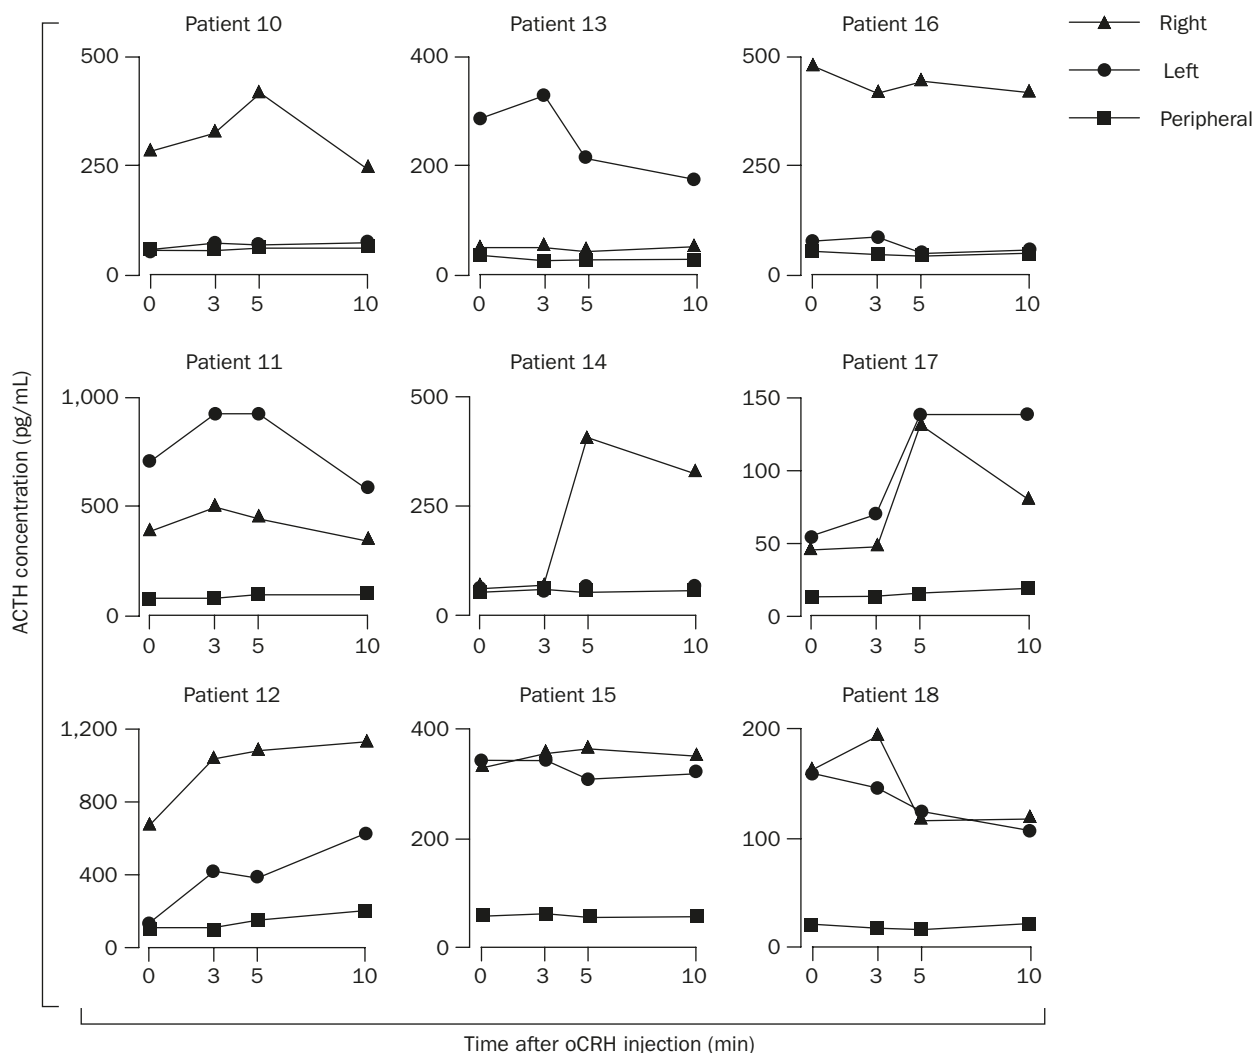 Patient 10
500
250
0
0 3 5 10
Patient 13
400
200
0
0 3 5 10
Patient 16
500
250
0
0 3 5 10
Right
Left
Peripheral
ACTH concentration (pg/mL)
Patient 11
1,000
500
0
0 3 5 10
Patient 14
500
250
0
0 3 5 10
Patient 17
150
100
50
0
0 3 5 10
Patient 12
1,200
800
400
0
0 3 5 10
Patient 15
400
200
0
0 3 5 10
Patient 18
200
100
0
0 3 5 10
Time after oCRH injection (min)